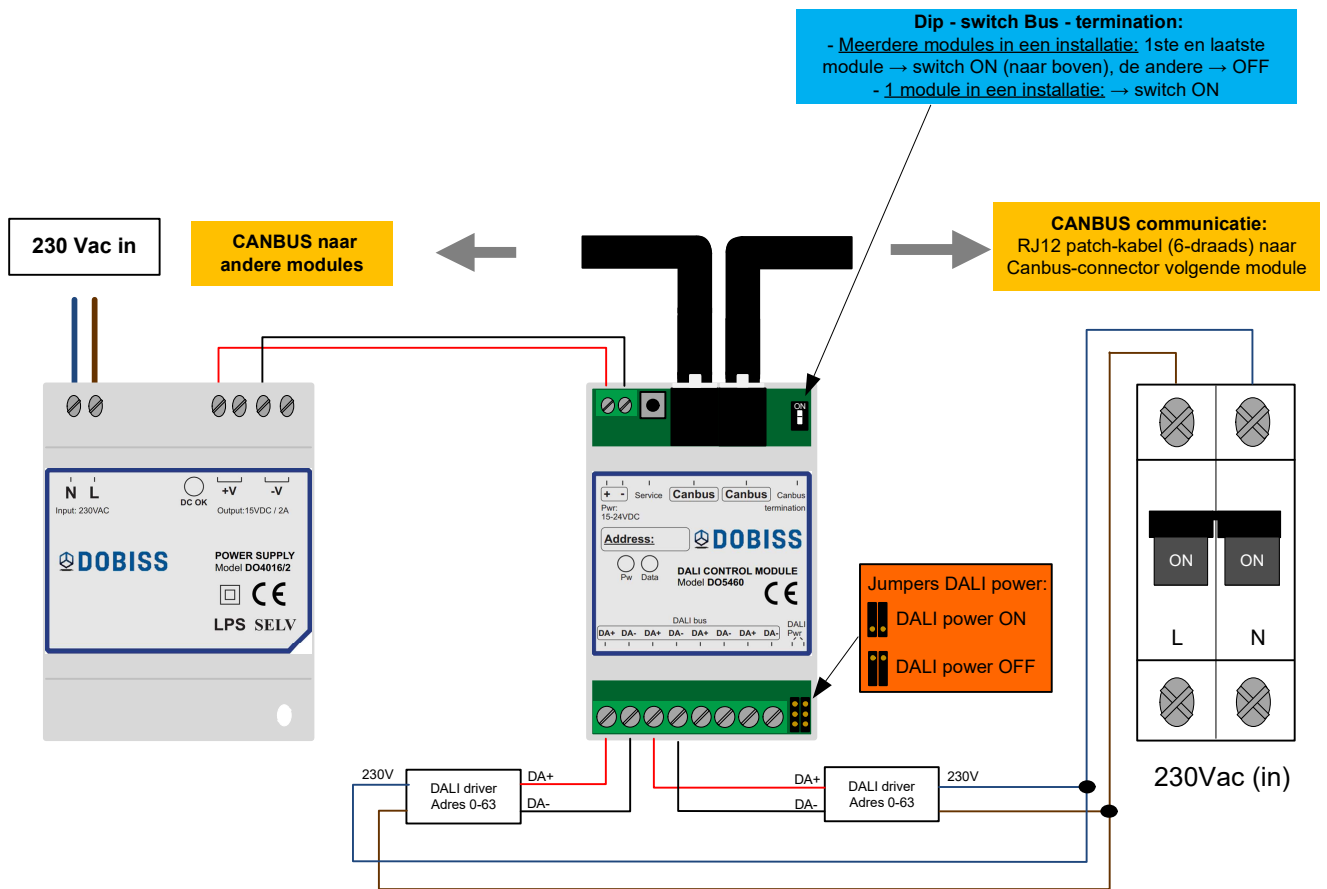 Dip - switch Bus - termination:
- Meerdere modules in een installatie: 1ste en laatste
module → switch ON (naar boven), de andere → OFF
- 1 module in een installatie: → switch ON
230 Vac in
CANBUS naar
andere modules
CANBUS communicatie:
RJ12 patch-kabel (6-draads) naar
Canbus-connector volgende module
N L
Input: 230VAC
DC OK
+V -V
Output:15VDC / 2A
DOBISS
POWER SUPPLY
Model DO4016/2
CE
LPS SELV
ON
+ - Service Canbus Canbus Canbus
termination
Pwr:
15-24VDC
Address:
DOBISS
Pw Data
DALI CONTROL MODULE
Model DO5460
CE
DALI bus
DA+ DA- DA+ DA- DA+ DA- DA+ DA-
DALI
Pwr
Jumpers DALI power:
DALI power ON
DALI power OFF
ON ON
L N
230Vac (in)
230V
DALI driver
Adres 0-63
DA+
DA-
DA+
DA-
DALI driver
Adres 0-63
230V